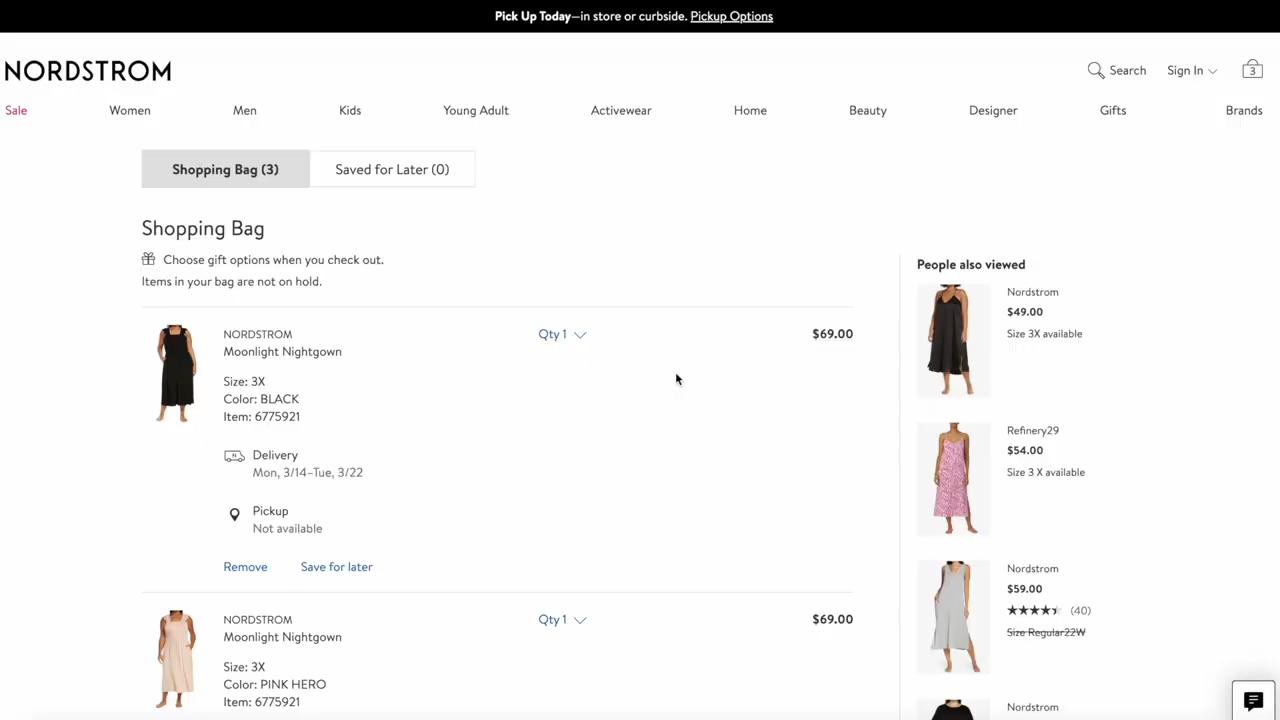 Pick Up Today—in store or curbside. Pickup Options
NORDSTROM
Search
Sign In
3
Sale
Women
Men
Kids
Young Adult
Activewear
Home
Beauty
Designer
Gifts
Brands
Shopping Bag (3)
Saved for Later (0)
Shopping Bag
Choose gift options when you check out.
Items in your bag are not on hold.
NORDSTROM
Moonlight Nightgown
Size: 3X
Color: BLACK
Item: 6775921
Qty 1
$69.00
Delivery
Mon, 3/14–Tue, 3/22
Pickup
Not available
Remove
Save for later
NORDSTROM
Moonlight Nightgown
Size: 3X
Color: PINK HERO
Item: 6775921
Qty 1
$69.00
People also viewed
Nordstrom
$49.00
Size 3X available
Refinery29
$54.00
Size 3 X available
Nordstrom
$59.00
(40)
Size Regular22W
Nordstrom